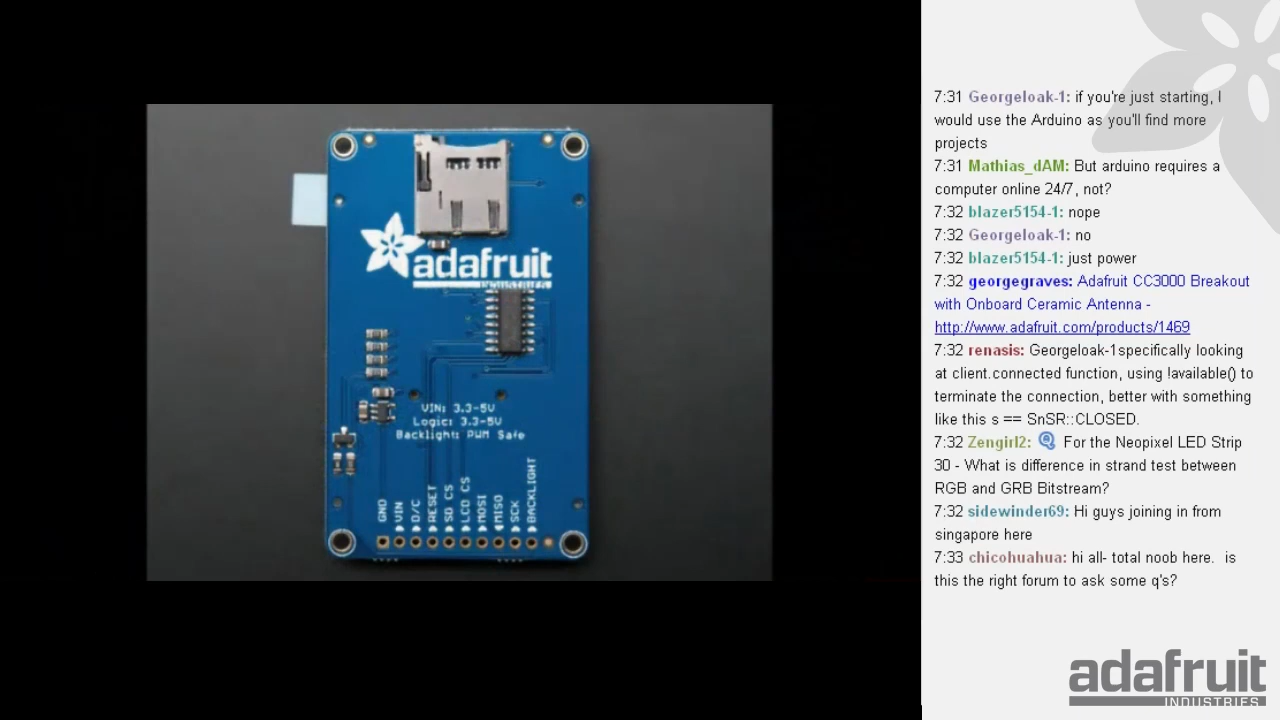 adafruit
INDUSTRIES
VIN: 3.3-5V
Logic: 3.3-5V
Backlight: PWM Safe
GND
VIN
D/C
RESET
SD CS
LCD CS
MOSI
MISO
SCK
BACKLIGHT
7:31 Georgeloak-1: if you're just starting, I
would use the Arduino as you'll find more
projects
7:31 Mathias_dAM: But arduino requires a
computer online 24/7, not?
7:32 blazer5154-1: nope
7:32 Georgeloak-1: no
7:32 blazer5154-1: just power
7:32 georgegraves: Adafruit CC3000 Breakout
with Onboard Ceramic Antenna -
http://www.adafruit.com/products/1469
7:32 renasis: Georgeloak-1specifically looking
at client.connected function, using !available() to
terminate the connection, better with something
like this s == SnSR::CLOSED.
7:32 Zengirl2: Q For the Neopixel LED Strip
30 - What is difference in strand test between
RGB and GRB Bitstream?
7:32 sidewinder69: Hi guys joining in from
singapore here
7:33 chicohuahua: hi all- total noob here. is
this the right forum to ask some q's?
adafruit
INDUSTRIES